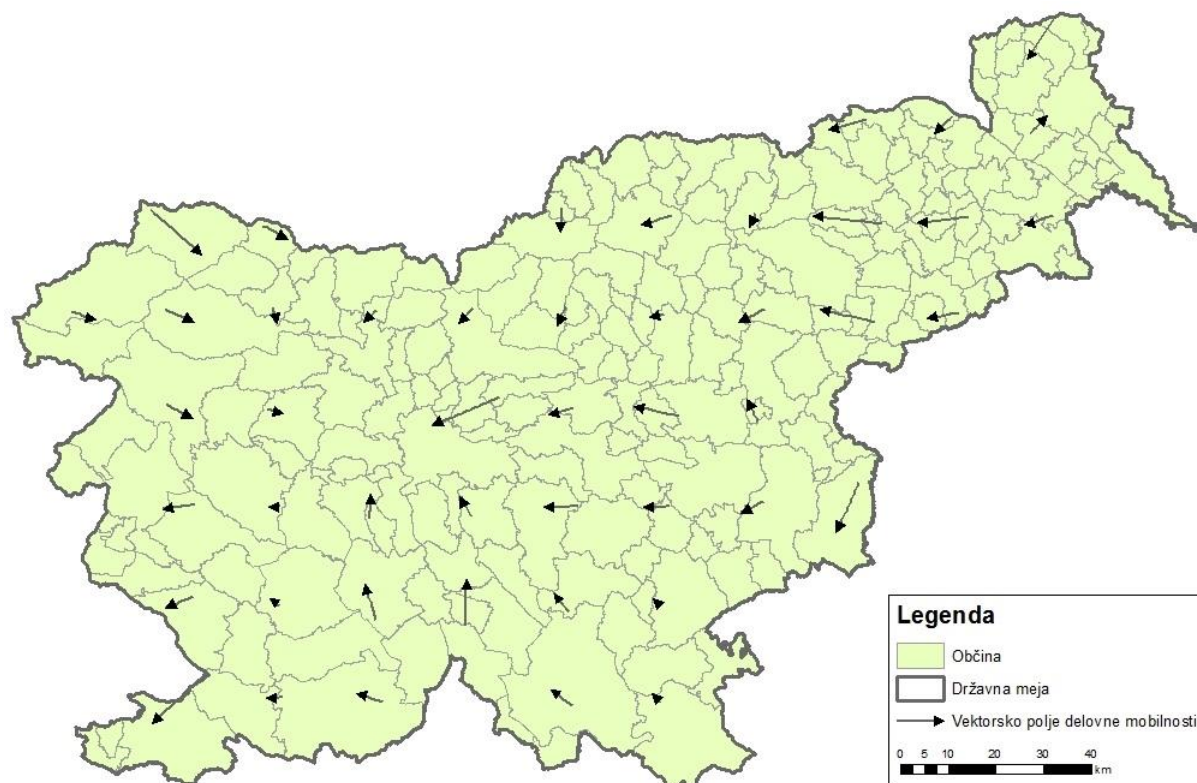 Legenda
Občina
Državna meja
Vektorsko polje delovne mobilnosti
0 5 10 20 30 40
km